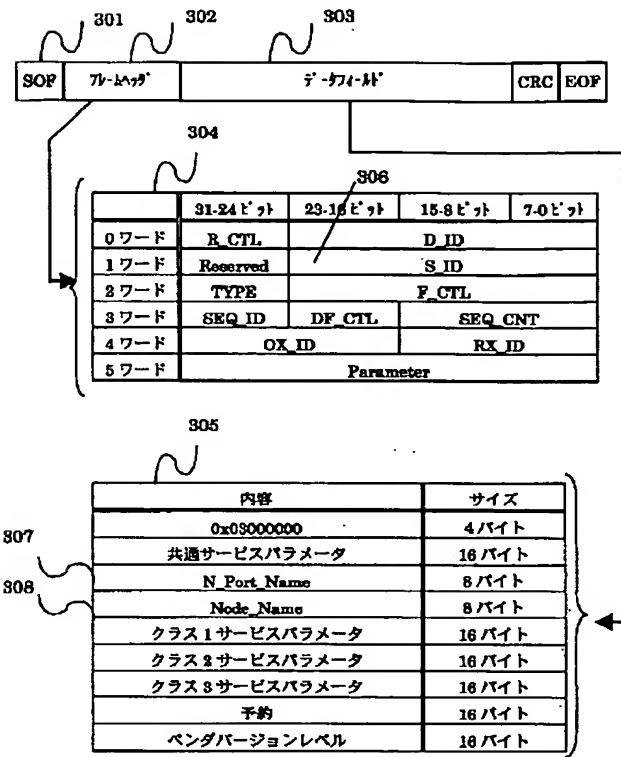 301 302 303
SOF ﾌﾚｰﾑﾍｯﾀﾞ ﾃﾞｰﾀﾌｨｰﾙﾄﾞ CRC EOF
304
306
31-24ﾋﾞｯﾄ 23-16ﾋﾞｯﾄ 15-8ﾋﾞｯﾄ 7-0ﾋﾞｯﾄ
0ワード R_CTL D_ID
1ワード Reserved S_ID
2ワード TYPE F_CTL
3ワード SEQ_ID DF_CTL SEQ_CNT
4ワード OX_ID RX_ID
5ワード Parameter
305
内容 サイズ
0x03000000 4バイト
共通サービスパラメータ 16バイト
307 N_Port_Name 8バイト
308 Node_Name 8バイト
クラス1サービスパラメータ 16バイト
クラス2サービスパラメータ 16バイト
クラス3サービスパラメータ 16バイト
予約 16バイト
ベンダバージョンレベル 16バイト